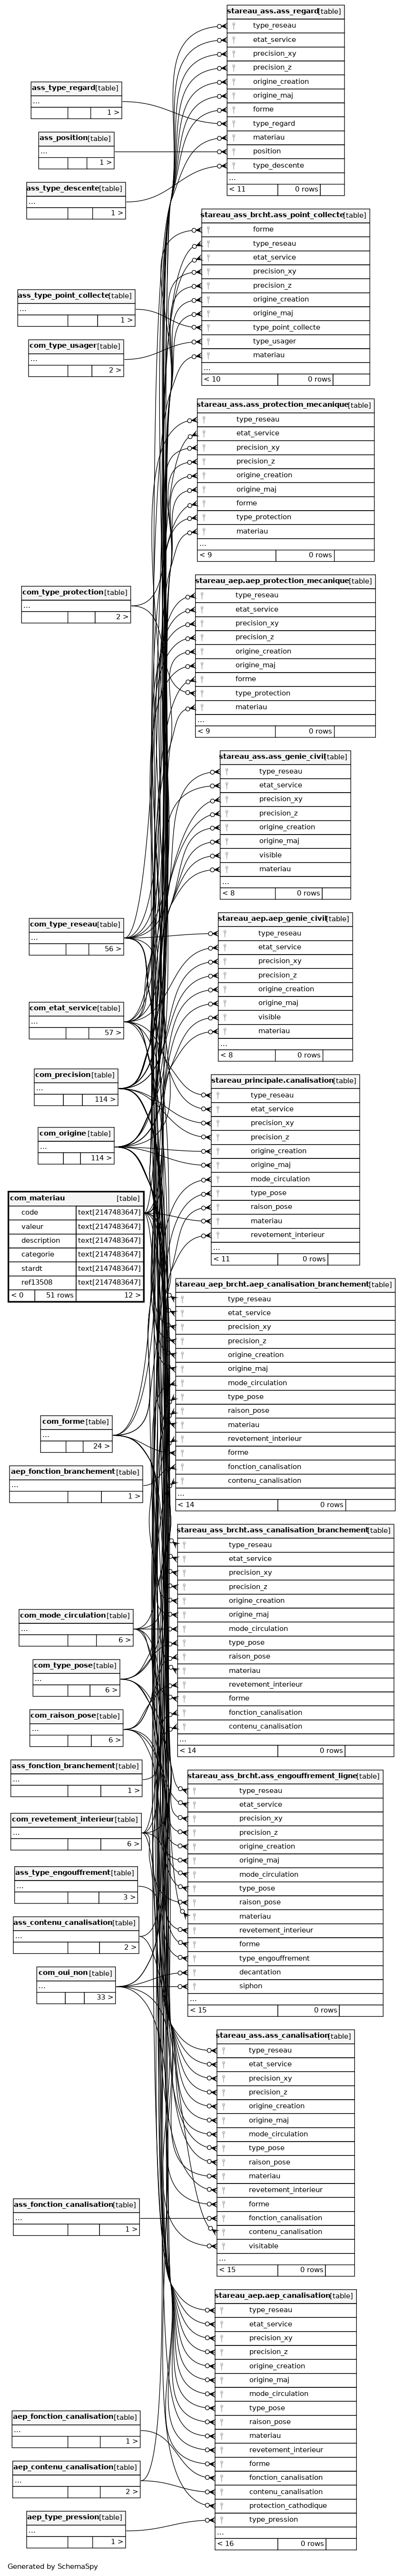 ass_type_regard [table]
...
1 >
ass_position [table]
...
1 >
ass_type_descente [table]
...
1 >
ass_type_point_collecte [table]
...
1 >
com_type_usager [table]
...
2 >
com_type_protection [table]
...
2 >
com_type_reseau [table]
...
56 >
com_etat_service [table]
...
57 >
com_precision [table]
...
114 >
com_origine [table]
...
114 >
com_materiau [table]
code text[2147483647]
valeur text[2147483647]
description text[2147483647]
categorie text[2147483647]
stardt text[2147483647]
ref13508 text[2147483647]
< 0 51 rows 12 >
com_forme [table]
...
24 >
aep_fonction_branchement [table]
...
1 >
com_mode_circulation [table]
...
6 >
com_type_pose [table]
...
6 >
com_raison_pose [table]
...
6 >
ass_fonction_branchement [table]
...
1 >
com_revetement_interieur [table]
...
6 >
ass_type_engouffrement [table]
...
3 >
ass_contenu_canalisation [table]
...
2 >
com_oui_non [table]
...
33 >
ass_fonction_canalisation [table]
...
1 >
aep_fonction_canalisation [table]
...
1 >
aep_contenu_canalisation [table]
...
2 >
aep_type_pression [table]
...
1 >
stareau_ass.ass_regard [table]
type_reseau
etat_service
precision_xy
precision_z
origine_creation
origine_maj
forme
type_regard
materiau
position
type_descente
...
< 11 0 rows
stareau_ass_brcht.ass_point_collecte [table]
forme
type_reseau
etat_service
precision_xy
precision_z
origine_creation
origine_maj
type_point_collecte
type_usager
materiau
...
< 10 0 rows
stareau_ass.ass_protection_mecanique [table]
type_reseau
etat_service
precision_xy
precision_z
origine_creation
origine_maj
forme
type_protection
materiau
...
< 9 0 rows
stareau_aep.aep_protection_mecanique [table]
type_reseau
etat_service
precision_xy
precision_z
origine_creation
origine_maj
forme
type_protection
materiau
...
< 9 0 rows
stareau_ass.ass_genie_civil [table]
type_reseau
etat_service
precision_xy
precision_z
origine_creation
origine_maj
visible
materiau
...
< 8 0 rows
stareau_aep.aep_genie_civil [table]
type_reseau
etat_service
precision_xy
precision_z
origine_creation
origine_maj
visible
materiau
...
< 8 0 rows
stareau_principale.canalisation [table]
type_reseau
etat_service
precision_xy
precision_z
origine_creation
origine_maj
mode_circulation
type_pose
raison_pose
materiau
revetement_interieur
...
< 11 0 rows
stareau_aep_brcht.aep_canalisation_branchement [table]
type_reseau
etat_service
precision_xy
precision_z
origine_creation
origine_maj
mode_circulation
type_pose
raison_pose
materiau
revetement_interieur
forme
fonction_canalisation
contenu_canalisation
...
< 14 0 rows
stareau_ass_brcht.ass_canalisation_branchement [table]
type_reseau
etat_service
precision_xy
precision_z
origine_creation
origine_maj
mode_circulation
type_pose
raison_pose
materiau
revetement_interieur
forme
fonction_canalisation
contenu_canalisation
...
< 14 0 rows
stareau_ass_brcht.ass_engouffrement_ligne [table]
type_reseau
etat_service
precision_xy
precision_z
origine_creation
origine_maj
mode_circulation
type_pose
raison_pose
materiau
revetement_interieur
forme
type_engouffrement
decantation
siphon
...
< 15 0 rows
stareau_ass.ass_canalisation [table]
type_reseau
etat_service
precision_xy
precision_z
origine_creation
origine_maj
mode_circulation
type_pose
raison_pose
materiau
revetement_interieur
forme
fonction_canalisation
contenu_canalisation
visitable
...
< 15 0 rows
stareau_aep.aep_canalisation [table]
type_reseau
etat_service
precision_xy
precision_z
origine_creation
origine_maj
mode_circulation
type_pose
raison_pose
materiau
revetement_interieur
forme
fonction_canalisation
contenu_canalisation
protection_cathodique
type_pression
...
< 16 0 rows
Generated by SchemaSpy